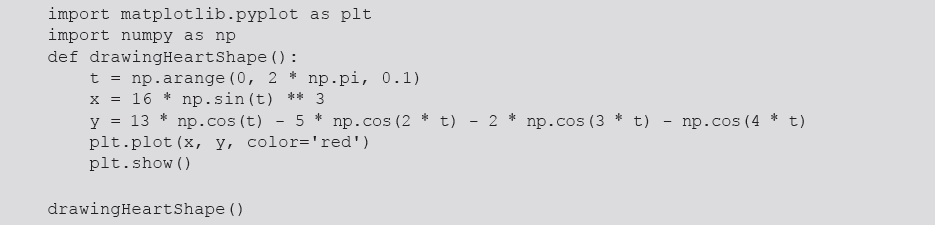 import matplotlib.pyplot as plt
import numpy as np
def drawingHeartShape():
    t = np.arange(0, 2 * np.pi, 0.1)
    x = 16 * np.sin(t) ** 3
    y = 13 * np.cos(t) - 5 * np.cos(2 * t) - 2 * np.cos(3 * t) - np.cos(4 * t)
    plt.plot(x, y, color='red')
    plt.show()
drawingHeartShape()